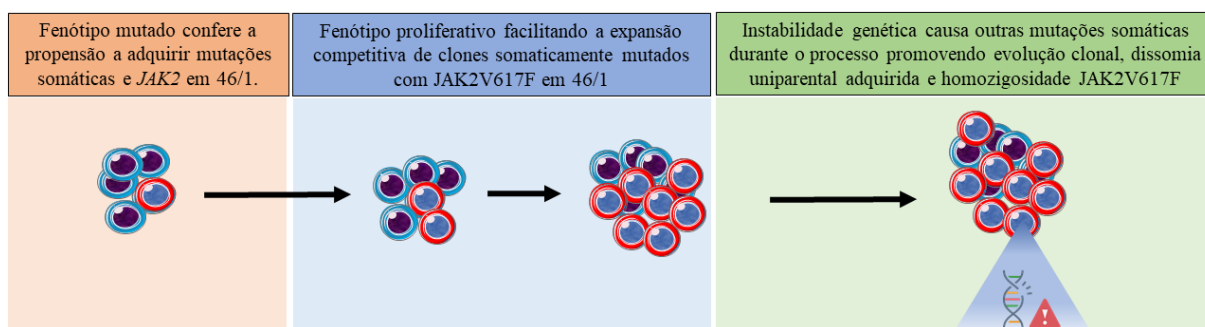 Fenótipo mutado confere a
propensão a adquirir mutações
somáticas e JAK2 em 46/1.
Fenótipo proliferativo facilitando a expansão
competitiva de clones somaticamente mutados
com JAK2V617F em 46/1
Instabilidade genética causa outras mutações somáticas
durante o processo promovendo evolução clonal, dissomia
uniparental adquirida e homozigosidade JAK2V617F
!